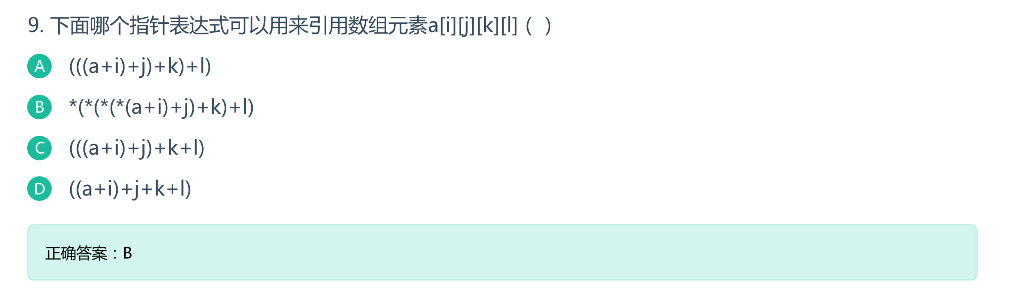 9. 下面哪个指针表达式可以用来引用数组元素a[i][j][k][l] ( )
A (((a+i)+j)+k)+l)
B *(*(*(*(a+i)+j)+k)+l)
C (((a+i)+j)+k+l)
D ((a+i)+j+k+l)
正确答案：B